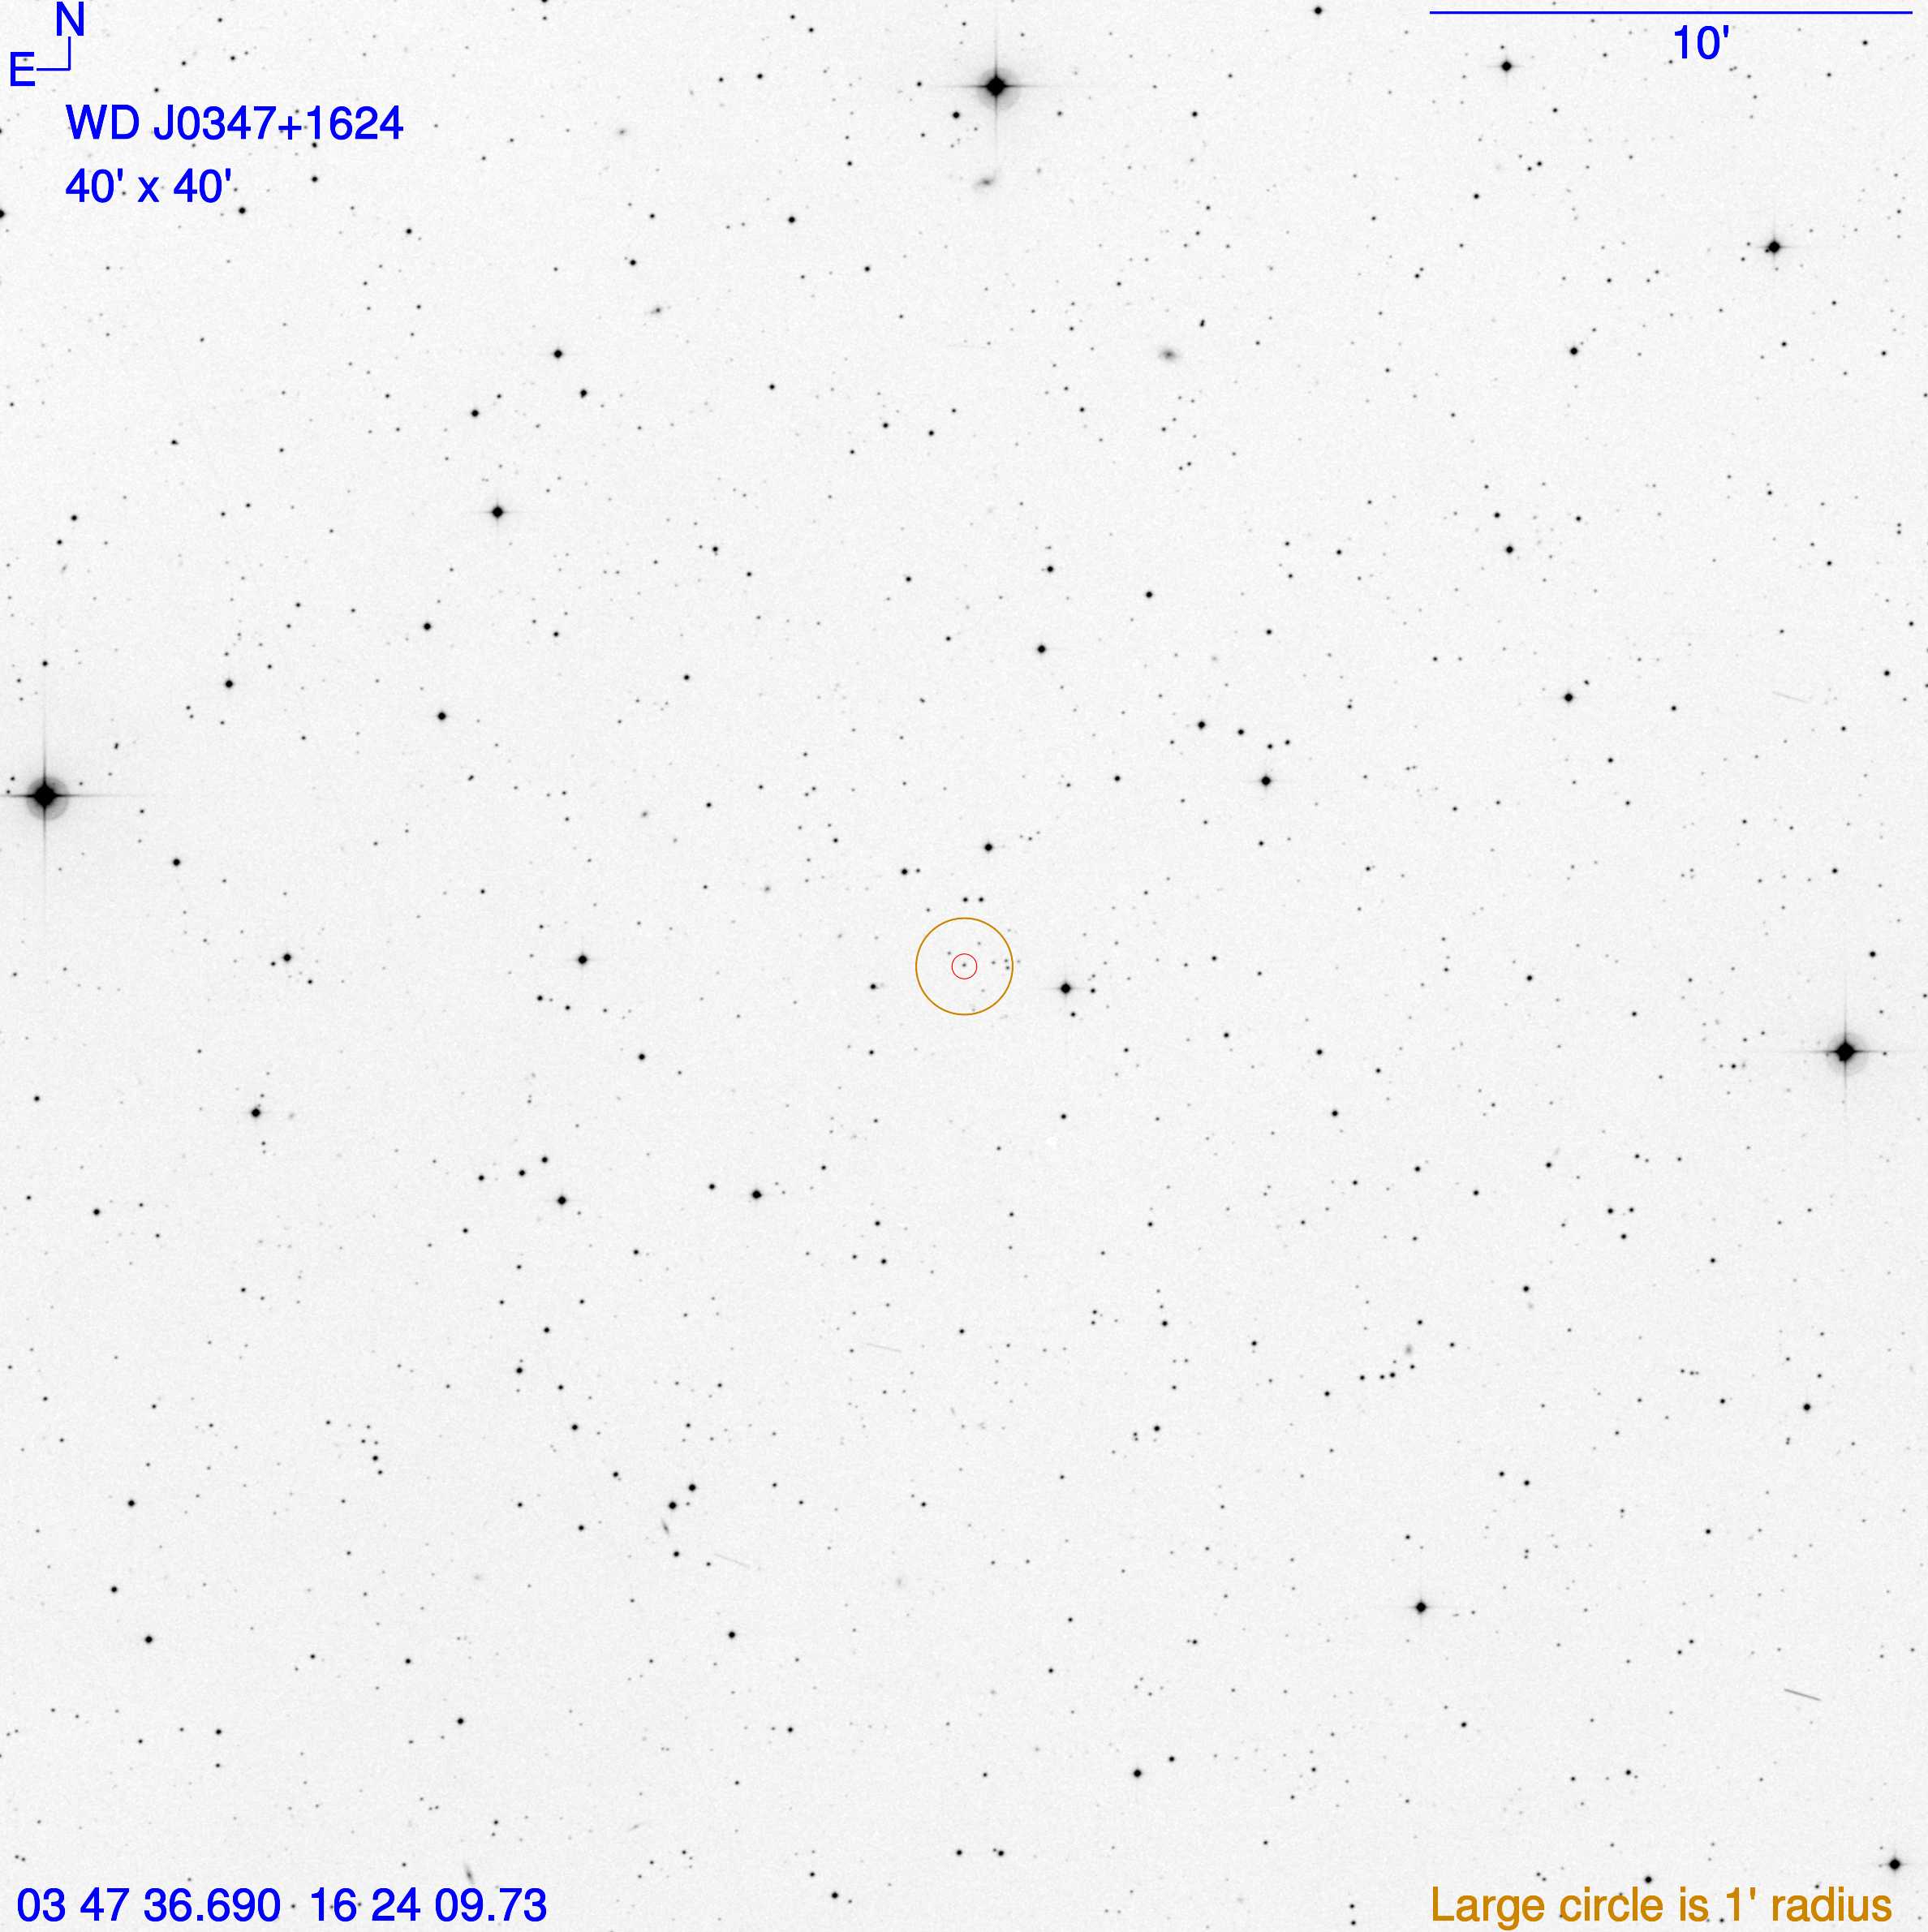 N
E
10'
WD J0347+1624
40' x 40'
03 47 36.690  16 24 09.73
Large circle is 1' radius